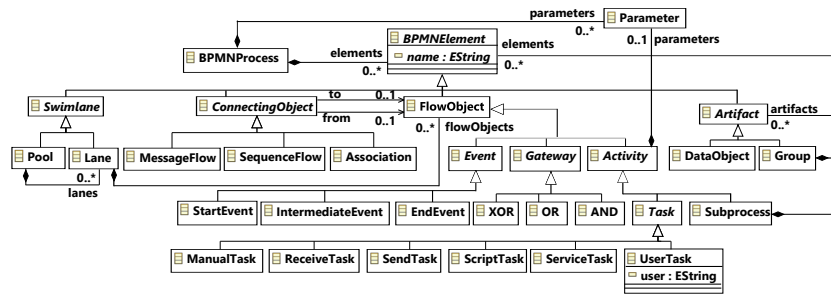 parameters
Parameter
0..*
0..1
parameters
BPMNElement
name : EString
BPMNProcess
elements
0..*
elements
0..*
Swimlane
ConnectingObject
to
0..1
from
0..1
FlowObject
0..*
flowObjects
Artifact
artifacts
0..*
Pool
Lane
0..*
lanes
MessageFlow
SequenceFlow
Association
Event
Gateway
Activity
DataObject
Group
StartEvent
IntermediateEvent
EndEvent
XOR
OR
AND
Task
Subprocess
ManualTask
ReceiveTask
SendTask
ScriptTask
ServiceTask
UserTask
user : EString